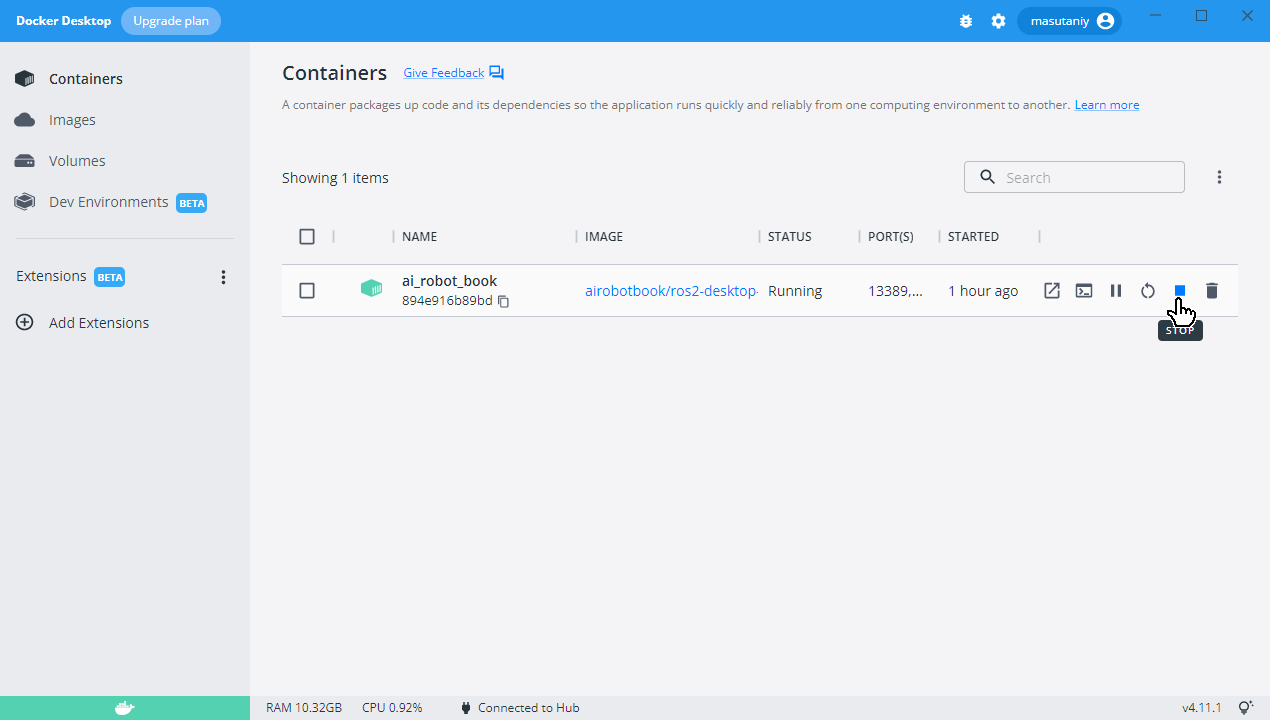 Docker Desktop
Upgrade plan
masutaniy
Containers
Images
Volumes
Dev Environments BETA
Extensions BETA
Add Extensions
Containers Give Feedback
A container packages up code and its dependencies so the application runs quickly and reliably from one computing environment to another. Learn more
Showing 1 items
Search
NAME IMAGE STATUS PORT(S) STARTED
ai_robot_book
894e916b89bd
airobotbook/ros2-desktop-
Running
13389,...
1 hour ago
STOP
RAM 10.32GB CPU 0.92% Connected to Hub v4.11.1